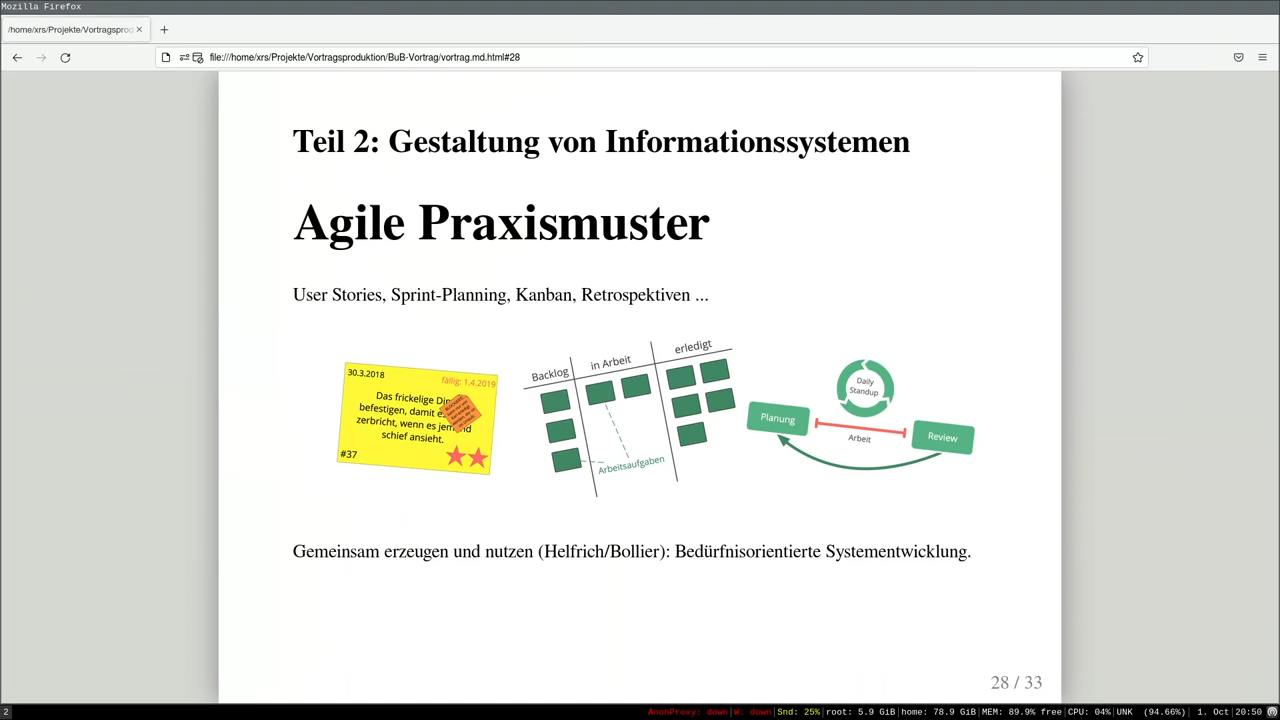 Mozilla Firefox
/home/xrs/Projekte/Vortragsprod
file:///home/xrs/Projekte/Vortragsproduktion/BuB-Vortrag/vortrag.md.html#28
Teil 2: Gestaltung von Informationssystemen
Agile Praxismuster
User Stories, Sprint-Planning, Kanban, Retrospektiven ...
30.3.2018
fällig: 1.4.2019
Das frickelige
befestigen, damit
zerbricht, wenn es
schief ansieht.
#37
Backlog
in Arbeit
erledigt
Arbeitsaufgaben
Daily
Standup
Planung
Arbeit
Review
Gemeinsam erzeugen und nutzen (Helfrich/Bollier): Bedürfnisorientierte Systementwicklung.
28 / 33
2
AnonProxy: down|W: down|Snd: 25%|root: 5.9 GiB|home: 78.9 GiB|MEM: 89.9% free|CPU: 04%|UNK (94.66%)| 1. Oct|20:50